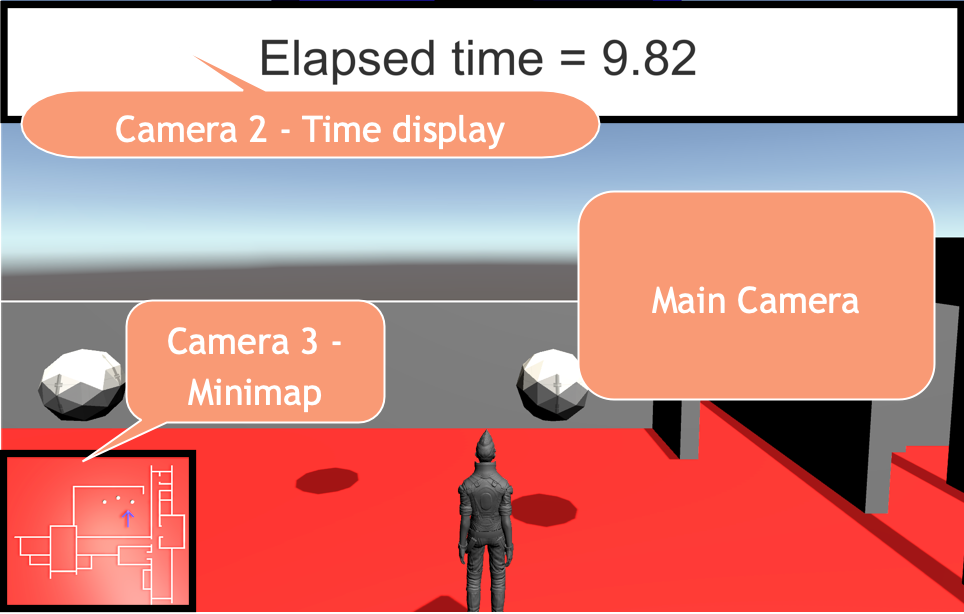 Elapsed time = 9.82
Camera 2 - Time display
Main Camera
Camera 3 -
Minimap